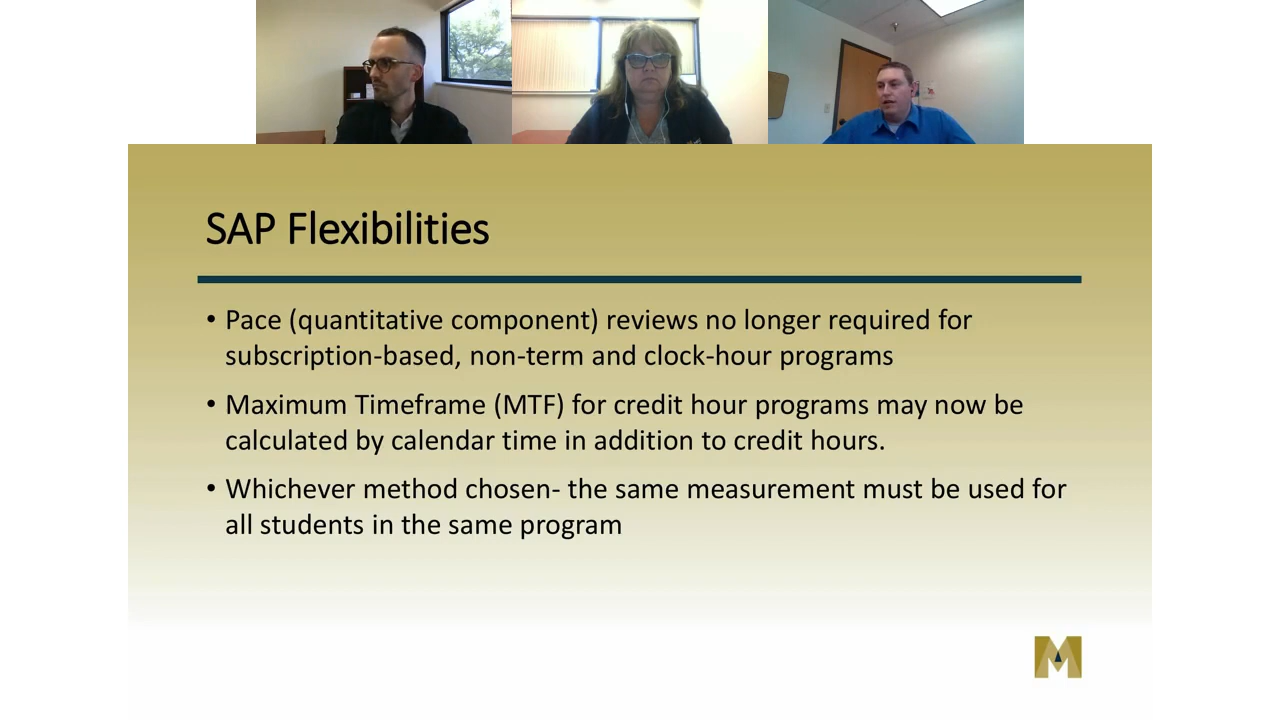 SAP Flexibilities
• Pace (quantitative component) reviews no longer required for
subscription-based, non-term and clock-hour programs
• Maximum Timeframe (MTF) for credit hour programs may now be
calculated by calendar time in addition to credit hours.
• Whichever method chosen- the same measurement must be used for
all students in the same program
M